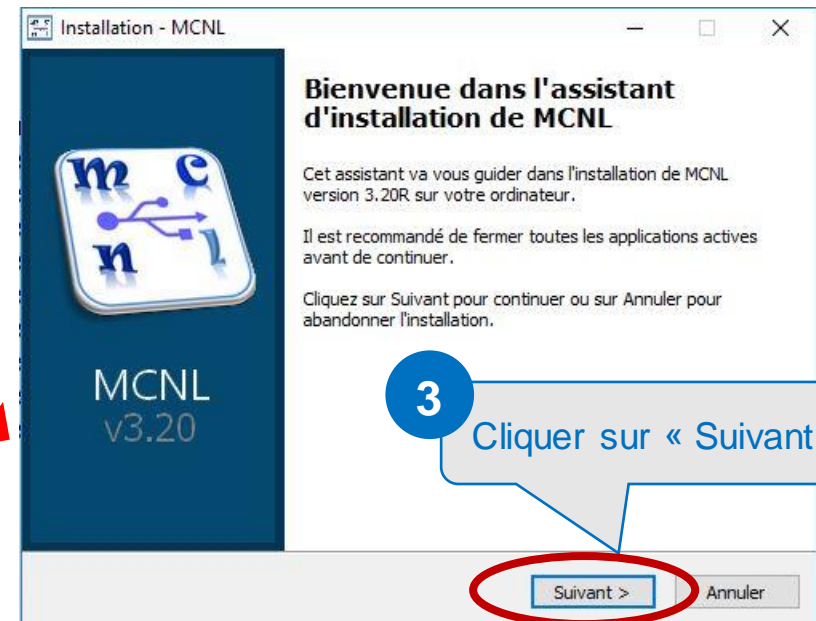 Installation - MCNL
Bienvenue dans l'assistant
d'installation de MCNL
Cet assistant va vous guider dans l'installation de MCNL
version 3.20R sur votre ordinateur.
Il est recommandé de fermer toutes les applications actives
avant de continuer.
Cliquez sur Suivant pour continuer ou sur Annuler pour
abandonner l'installation.
m c
n l
MCNL
v3.20
3
Cliquer sur « Suivant
Suivant >
Annuler